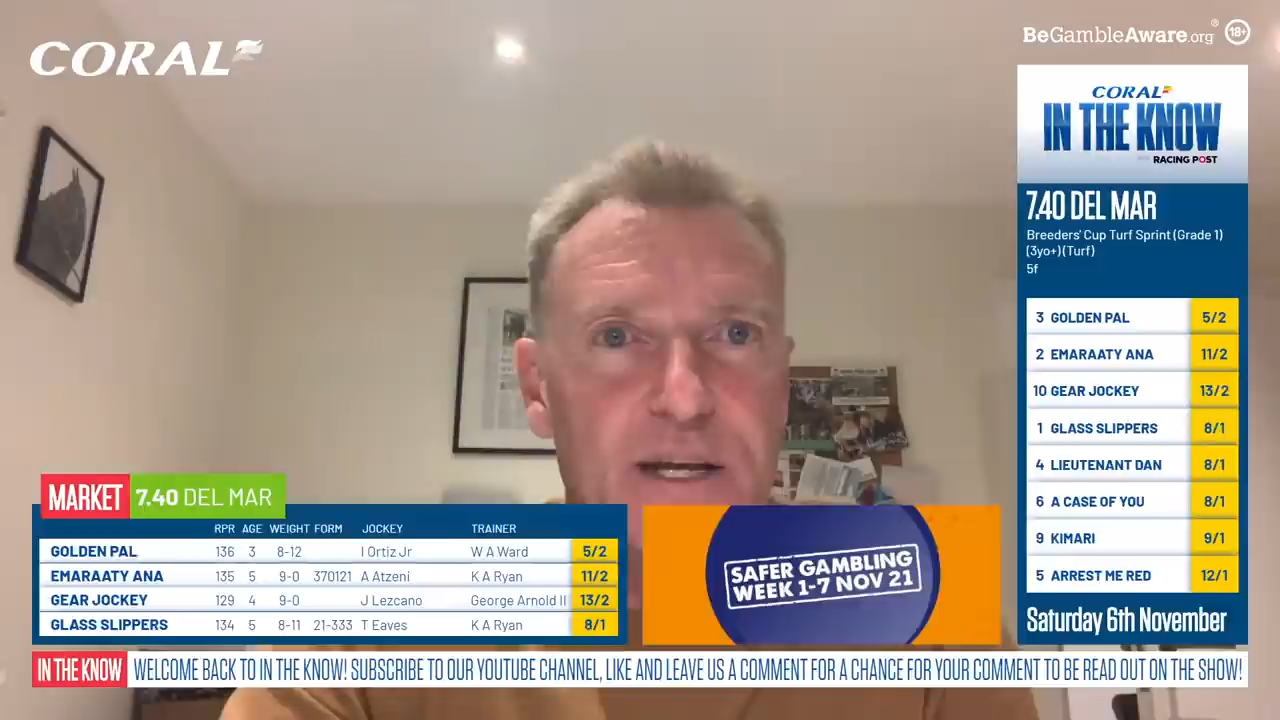 CORAL
BeGambleAware.org® 18+
CORAL
IN THE KNOW
RACING POST
7.40 DEL MAR
Breeders' Cup Turf Sprint (Grade 1)
(3yo+) (Turf)
5f
3 GOLDEN PAL 5/2
2 EMARAATY ANA 11/2
10 GEAR JOCKEY 13/2
1 GLASS SLIPPERS 8/1
4 LIEUTENANT DAN 8/1
6 A CASE OF YOU 8/1
9 KIMARI 9/1
5 ARREST ME RED 12/1
Saturday 6th November
MARKET 7.40 DEL MAR
RPR AGE WEIGHT FORM JOCKEY TRAINER
GOLDEN PAL 136 3 8-12 I Ortiz Jr W A Ward 5/2
EMARAATY ANA 135 5 9-0 370121 A Atzeni K A Ryan 11/2
GEAR JOCKEY 129 4 9-0 J Lezcano George Arnold II 13/2
GLASS SLIPPERS 134 5 8-11 21-333 T Eaves K A Ryan 8/1
SAFER GAMBLING
WEEK 1-7 NOV 21
IN THE KNOW WELCOME BACK TO IN THE KNOW! SUBSCRIBE TO OUR YOUTUBE CHANNEL, LIKE AND LEAVE US A COMMENT FOR A CHANCE FOR YOUR COMMENT TO BE READ OUT ON THE SHOW!